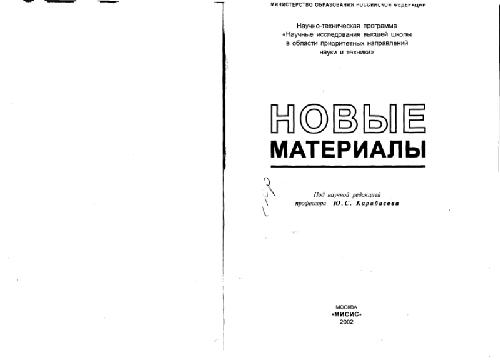 МИНИСТЕРСТВО ОБРАЗОВАНИЯ РОССИЙСКОЙ ФЕДЕРАЦИИ
Научно-техническая программа
«Научные исследования высшей школы
в области приоритетных направлений
науки и техники»
НОВЫЕ
МАТЕРИАЛЫ
Под научной редакцией
профессора Ю.С. Карабасова
МОСКВА
«МИСИС»
2002